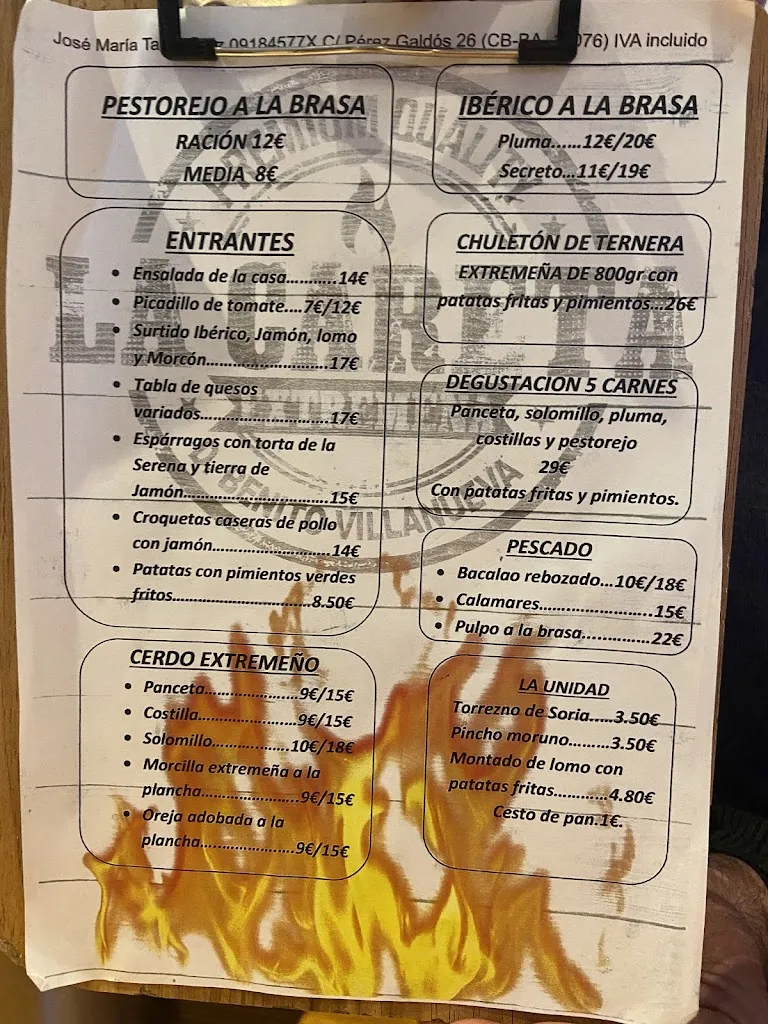 José María Ta 09184577X C/ Pérez Galdós 26 (CB-BA- 076) IVA incluido
PESTOREJO A LA BRASA
RACIÓN 12€
MEDIA 8€
IBÉRICO A LA BRASA
Pluma......12€/20€
Secreto...11€/19€
PREMIUM QUALITY
LA CARETA
EXTREMEÑA
D. BENITO VILLANUEVA
ENTRANTES
• Ensalada de la casa...........14€
• Picadillo de tomate....7€/12€
• Surtido Ibérico, Jamón, lomo
y Morcón.............................17€
• Tabla de quesos
variados..............................17€
• Espárragos con torta de la
Serena y tierra de
Jamón..................................15€
• Croquetas caseras de pollo
con jamón............................14€
• Patatas con pimientos verdes
fritos.................................8.50€
CHULETÓN DE TERNERA
EXTREMEÑA DE 800gr con
patatas fritas y pimientos...26€
DEGUSTACION 5 CARNES
Panceta, solomillo, pluma,
costillas y pestorejo
29€
Con patatas fritas y pimientos.
PESCADO
• Bacalao rebozado...10€/18€
• Calamares.......................15€
• Pulpo a la brasa..............22€
CERDO EXTREMEÑO
• Panceta......................9€/15€
• Costilla.......................9€/15€
• Solomillo..................10€/18€
• Morcilla extremeña a la
plancha.......................9€/15€
• Oreja adobada a la
plancha......................9€/15€
LA UNIDAD
Torrezno de Soria.....3.50€
Pincho moruno.........3.50€
Montado de lomo con
patatas fritas............4.80€
Cesto de pan.1€.